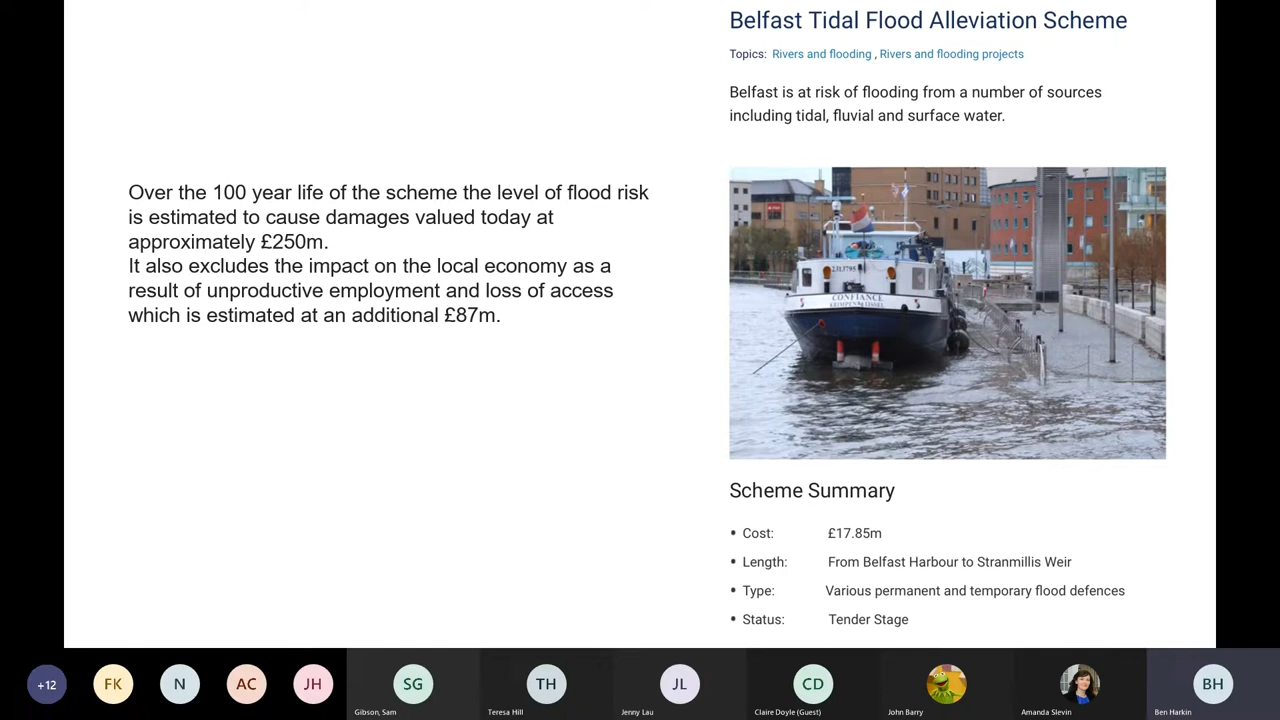 Belfast Tidal Flood Alleviation Scheme
Topics: Rivers and flooding , Rivers and flooding projects
Belfast is at risk of flooding from a number of sources
including tidal, fluvial and surface water.
Over the 100 year life of the scheme the level of flood risk
is estimated to cause damages valued today at
approximately £250m.
It also excludes the impact on the local economy as a
result of unproductive employment and loss of access
which is estimated at an additional £87m.
CONFIANCE
Scheme Summary
• Cost: £17.85m
• Length: From Belfast Harbour to Stranmillis Weir
• Type: Various permanent and temporary flood defences
• Status: Tender Stage
+12
FK
N
AC
JH
SG
TH
JL
CD
BH
Gibson, Sam
Teresa Hill
Jenny Lau
Claire Doyle (Guest)
John Barry
Amanda Slevin
Ben Harkin